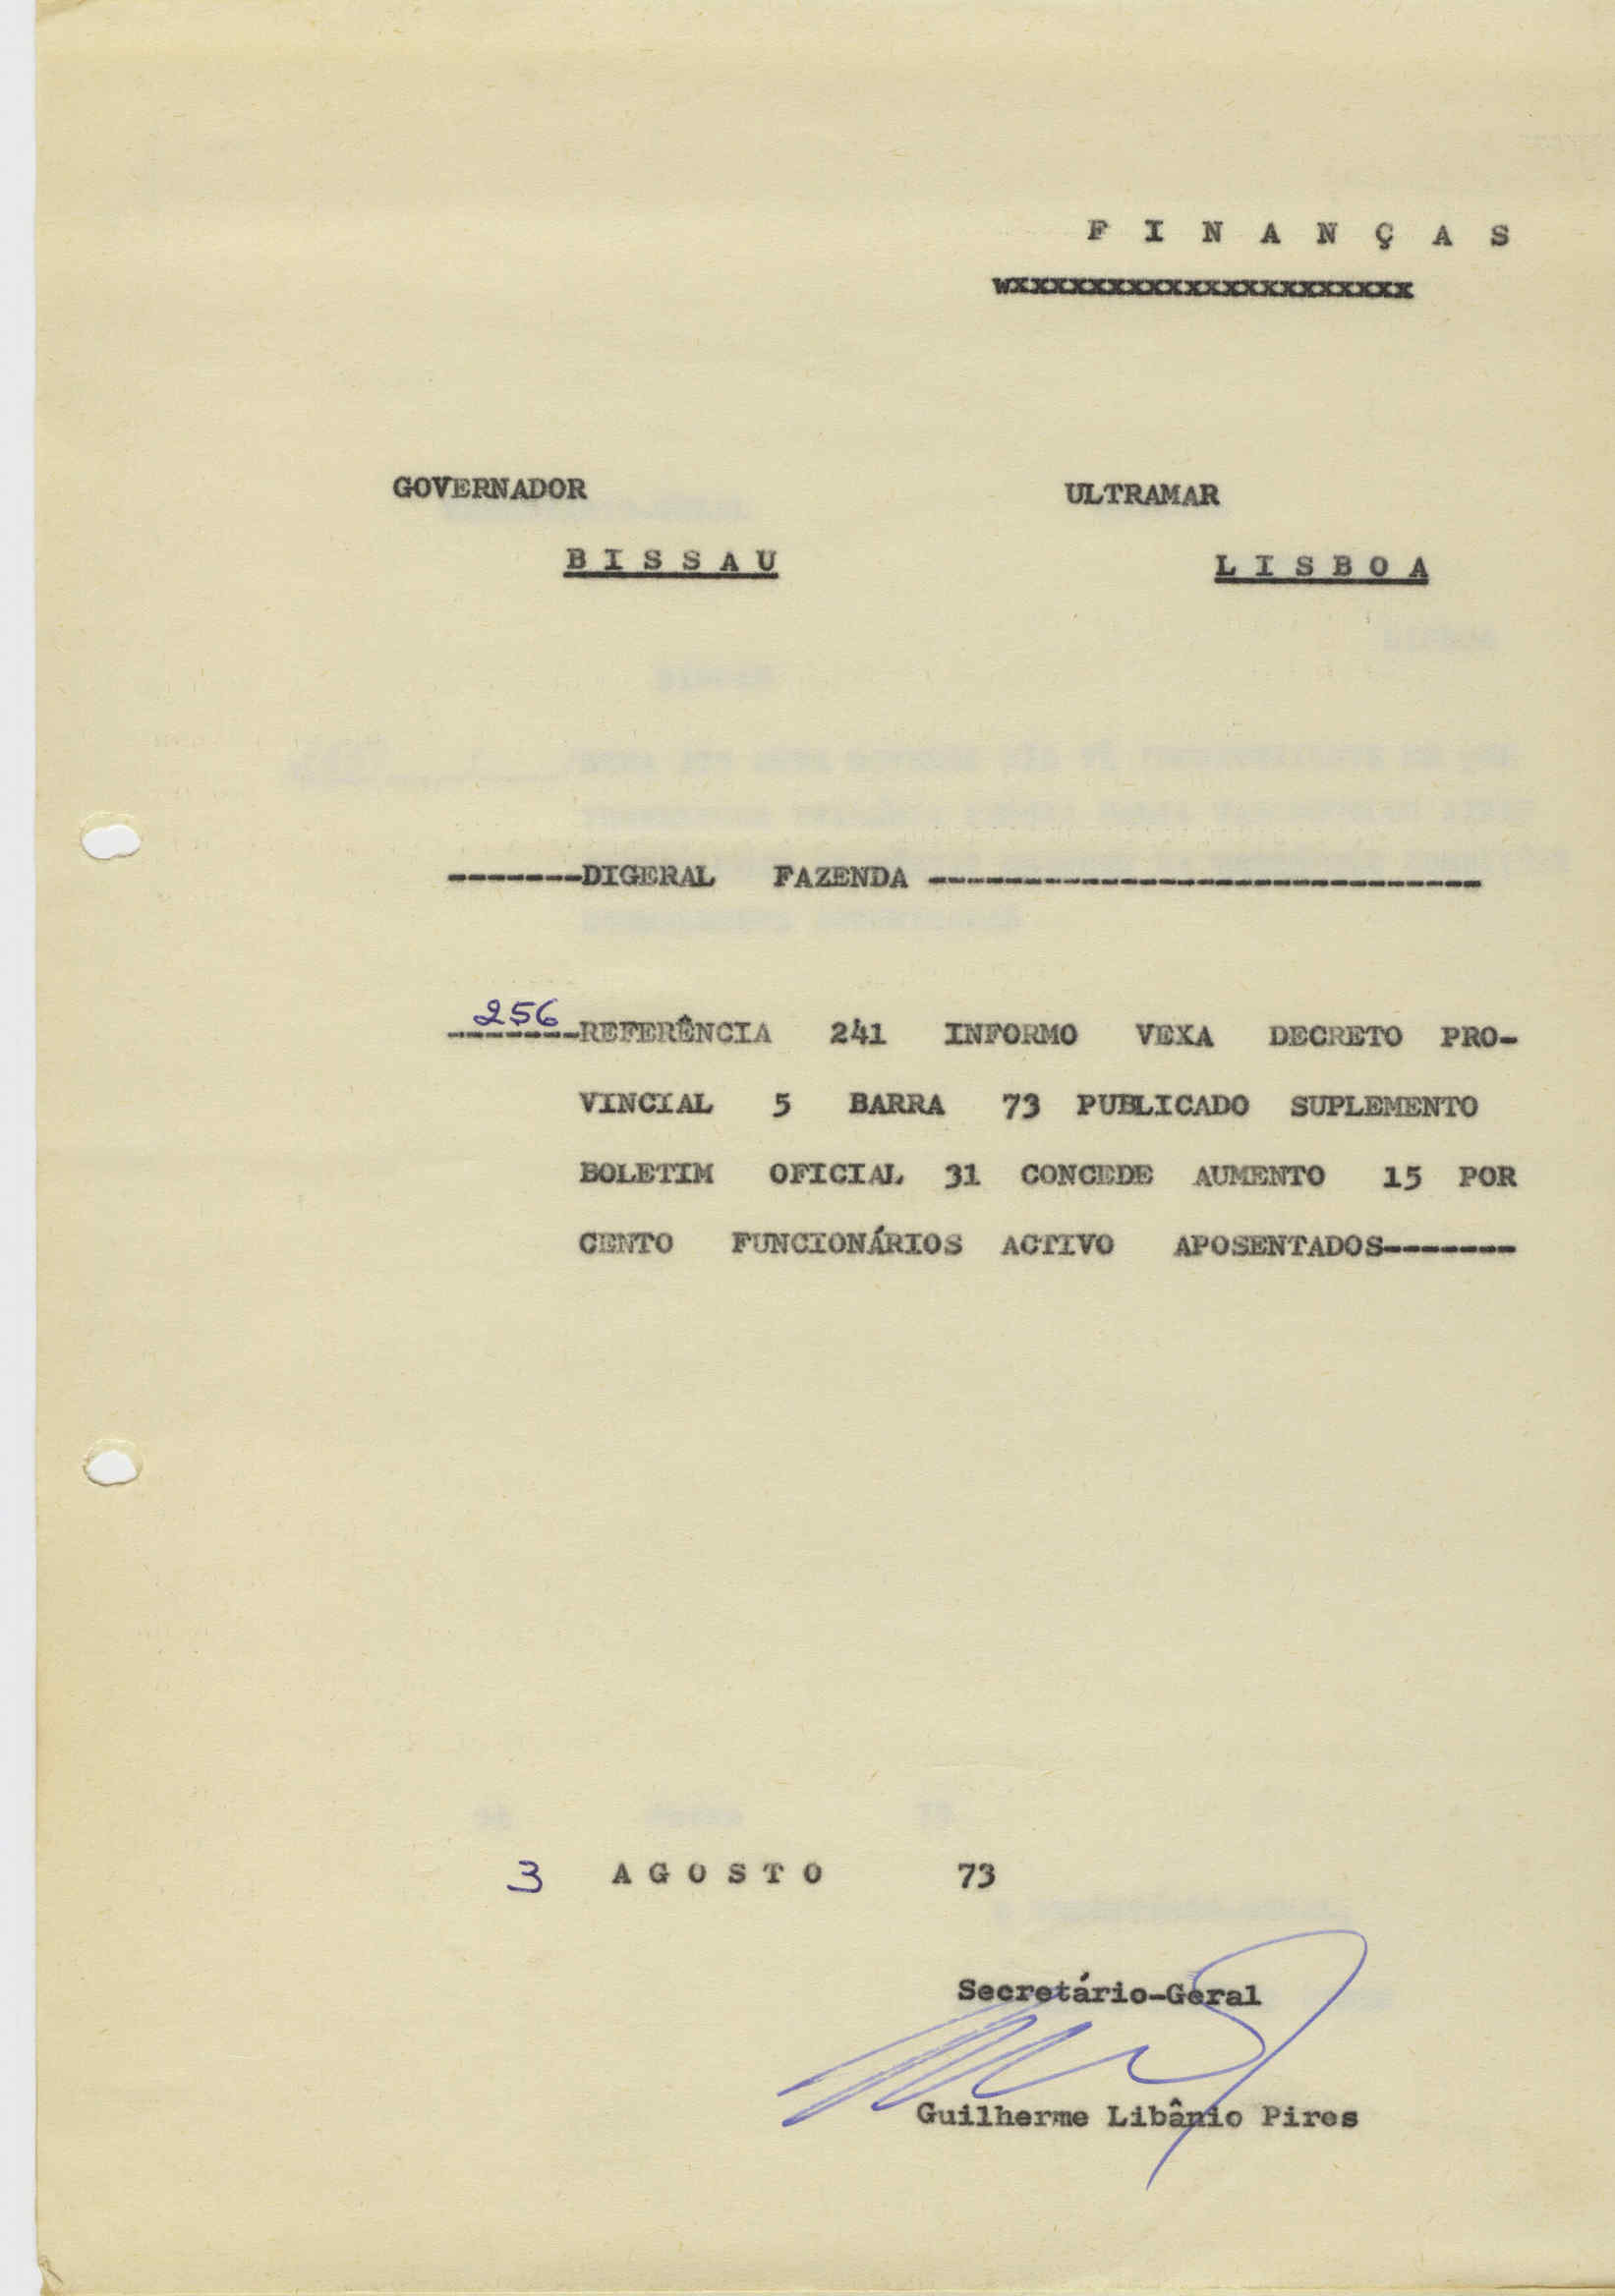 F I N A N Ç A S
WXXXXXXXXXXXXXXXXXXXXX
GOVERNADOR
ULTRAMAR
B I S S A U
L I S B O A
-------DIGERAL FAZENDA -----------------------------
256
-------REFERÊNCIA 241 INFORMO VEXA DECRETO PRO-
VINCIAL 5 BARRA 73 PUBLICADO SUPLEMENTO
BOLETIM OFICIAL 31 CONCEDE AUMENTO 15 POR
CENTO FUNCIONÁRIOS ACTIVO APOSENTADOS-------
3 A G O S T O 73
Secretário-Geral
Guilherme Libânio Pires